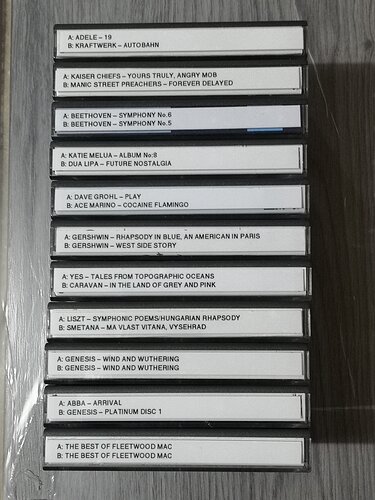 A: ADELE – 19
B: KRAFTWERK – AUTOBAHN
A: KAISER CHIEFS – YOURS TRULY, ANGRY MOB
B: MANIC STREET PREACHERS – FOREVER DELAYED
A: BEETHOVEN – SYMPHONY No.6
B: BEETHOVEN – SYMPHONY No.5
A: KATIE MELUA – ALBUM No:8
B: DUA LIPA – FUTURE NOSTALGIA
A: DAVE GROHL – PLAY
B: ACE MARINO – COCAINE FLAMINGO
A: GERSHWIN – RHAPSODY IN BLUE, AN AMERICAN IN PARIS
B: GERSHWIN – WEST SIDE STORY
A: YES – TALES FROM TOPOGRAPHIC OCEANS
B: CARAVAN – IN THE LAND OF GREY AND PINK
A: LISZT – SYMPHONIC POEMS/HUNGARIAN RHAPSODY
B: SMETANA – MA VLAST VITANA, VYSEHRAD
A: GENESIS – WIND AND WUTHERING
B: GENESIS – WIND AND WUTHERING
A: ABBA – ARRIVAL
B: GENESIS – PLATINUM DISC 1
A: THE BEST OF FLEETWOOD MAC
B: THE BEST OF FLEETWOOD MAC